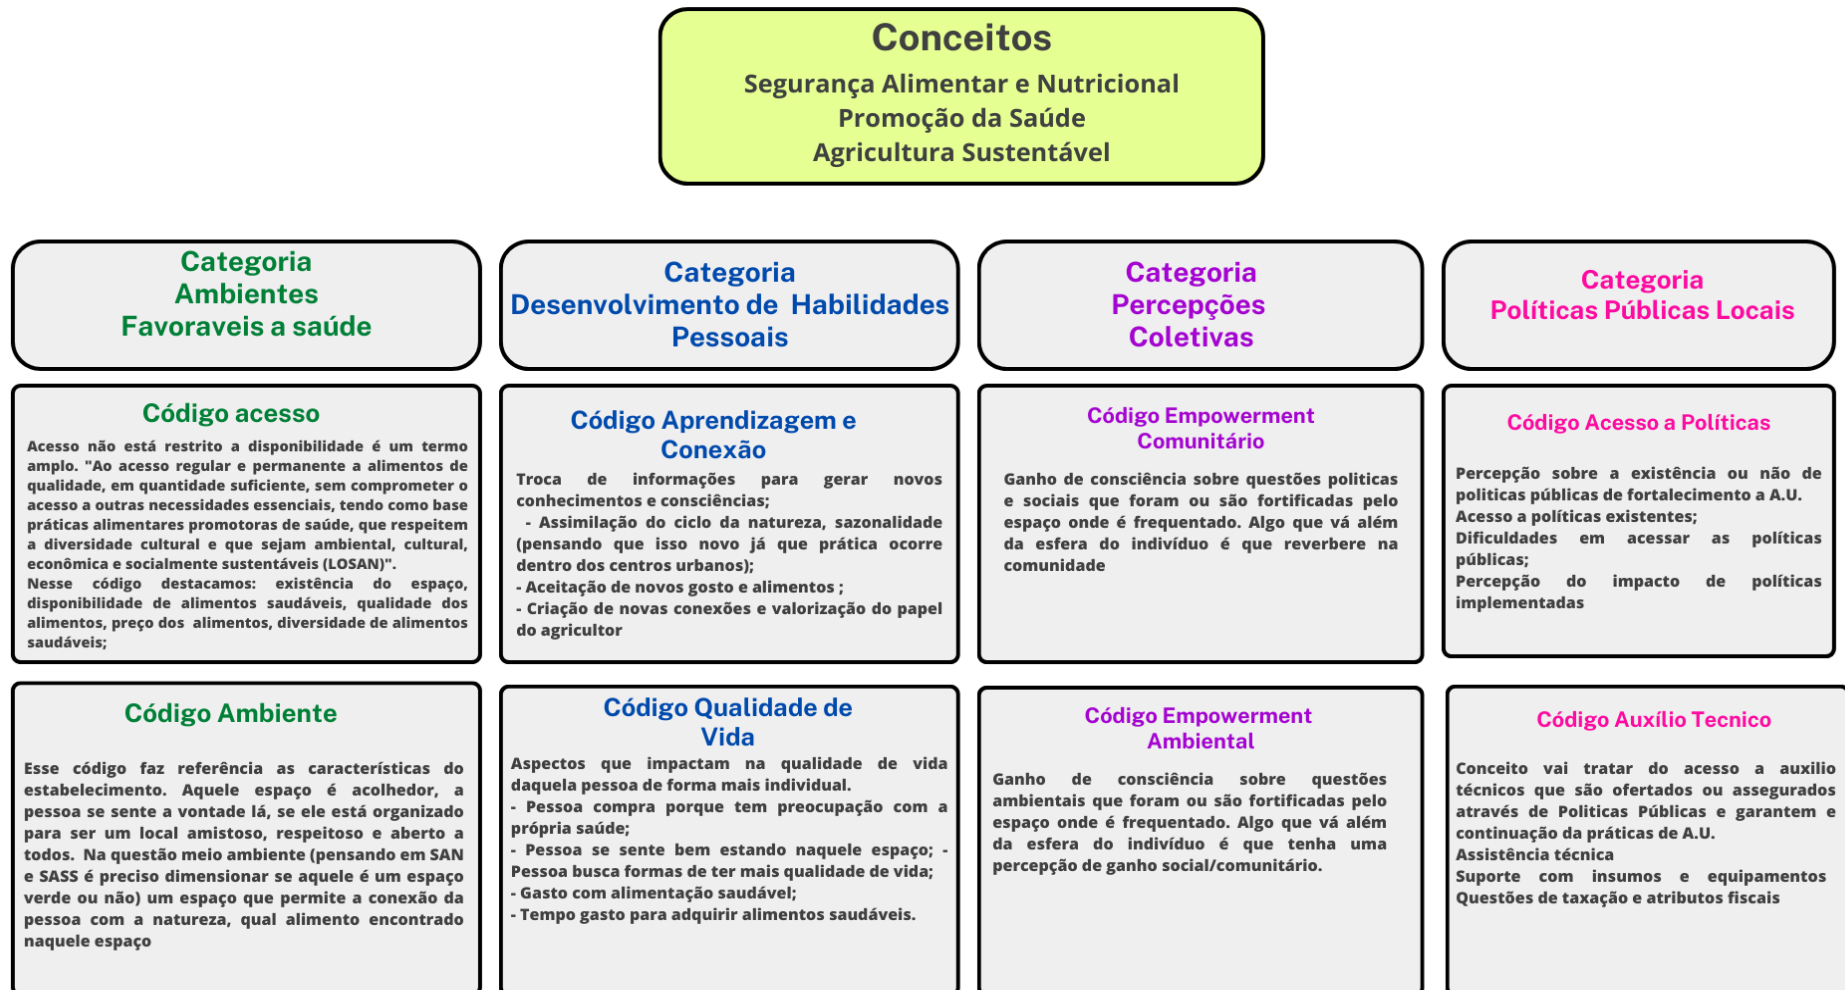 Conceitos
Segurança Alimentar e Nutricional
Promoção da Saúde
Agricultura Sustentável
Categoria
Ambientes
Favoraveis a saúde
Código acesso
Acesso não está restrito a disponibilidade é um termo
amplo. "Ao acesso regular e permanente a alimentos de
qualidade, em quantidade suficiente, sem comprometer o
acesso a outras necessidades essenciais, tendo como base
práticas alimentares promotoras de saúde, que respeitem
a diversidade cultural e que sejam ambiental, cultural,
econômica e socialmente sustentáveis (LOSAN)".
Nesse código destacamos: existência do espaço,
disponibilidade de alimentos saudáveis, qualidade dos
alimentos, preço dos alimentos, diversidade de alimentos
saudáveis;
Código Ambiente
Esse código faz referência as características do
estabelecimento. Aquele espaço é acolhedor, a
pessoa se sente a vontade lá, se ele está organizado
para ser um local amistoso, respeitoso e aberto a
todos. Na questão meio ambiente (pensando em SAN
e SASS é preciso dimensionar se aquele é um espaço
verde ou não) um espaço que permite a conexão da
pessoa com a natureza, qual alimento encontrado
naquele espaço
Categoria
Desenvolvimento de Habilidades
Pessoais
Código Aprendizagem e
Conexão
Troca de informações para gerar novos
conhecimentos e consciências;
- Assimilação do ciclo da natureza, sazonalidade
(pensando que isso novo já que prática ocorre
dentro dos centros urbanos);
- Aceitação de novos gosto e alimentos ;
- Criação de novas conexões e valorização do papel
do agricultor
Código Qualidade de
Vida
Aspectos que impactam na qualidade de vida
daquela pessoa de forma mais individual.
- Pessoa compra porque tem preocupação com a
própria saúde;
- Pessoa se sente bem estando naquele espaço; -
Pessoa busca formas de ter mais qualidade de vida;
- Gasto com alimentação saudável;
- Tempo gasto para adquirir alimentos saudáveis.
Categoria
Percepções
Coletivas
Código Empowerment
Comunitário
Ganho de consciência sobre questões politicas
e sociais que foram ou são fortificadas pelo
espaço onde é frequentado. Algo que vá além
da esfera do indivíduo é que reverbere na
comunidade
Código Empowerment
Ambiental
Ganho de consciência sobre questões
ambientais que foram ou são fortificadas pelo
espaço onde é frequentado. Algo que vá além
da esfera do indivíduo é que tenha uma
percepção de ganho social/comunitário.
Categoria
Políticas Públicas Locais
Código Acesso a Políticas
Percepção sobre a existência ou não de
politicas públicas de fortalecimento a A.U.
Acesso a políticas existentes;
Dificuldades em acessar as políticas
públicas;
Percepção do impacto de políticas
implementadas
Código Auxílio Tecnico
Conceito vai tratar do acesso a auxilio
técnicos que são ofertados ou assegurados
através de Politicas Públicas e garantem e
continuação da práticas de A.U.
Assistência técnica
Suporte com insumos e equipamentos
Questões de taxação e atributos fiscais